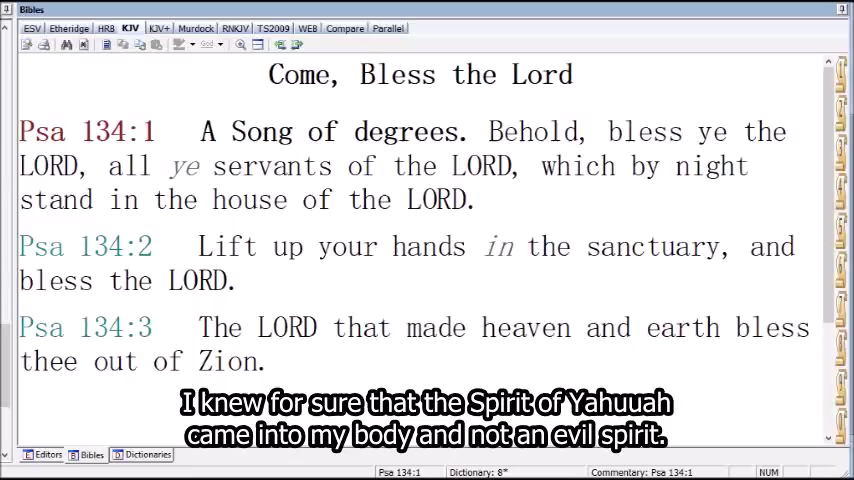 Bibles
ESV Etheridge HRB KJV KJV+ Murdock RNKJV TS2009 WEB Compare Parallel
God
Come, Bless the Lord
Psa 134:1 A Song of degrees. Behold, bless ye the
LORD, all ye servants of the LORD, which by night
stand in the house of the LORD.
Psa 134:2 Lift up your hands in the sanctuary, and
bless the LORD.
Psa 134:3 The LORD that made heaven and earth bless
thee out of Zion.
I knew for sure that the Spirit of Yahuuah
came into my body and not an evil spirit.
Editors Bibles Dictionaries
Psa 134:1 Dictionary: 8* Commentary: Psa 134:1 NUM